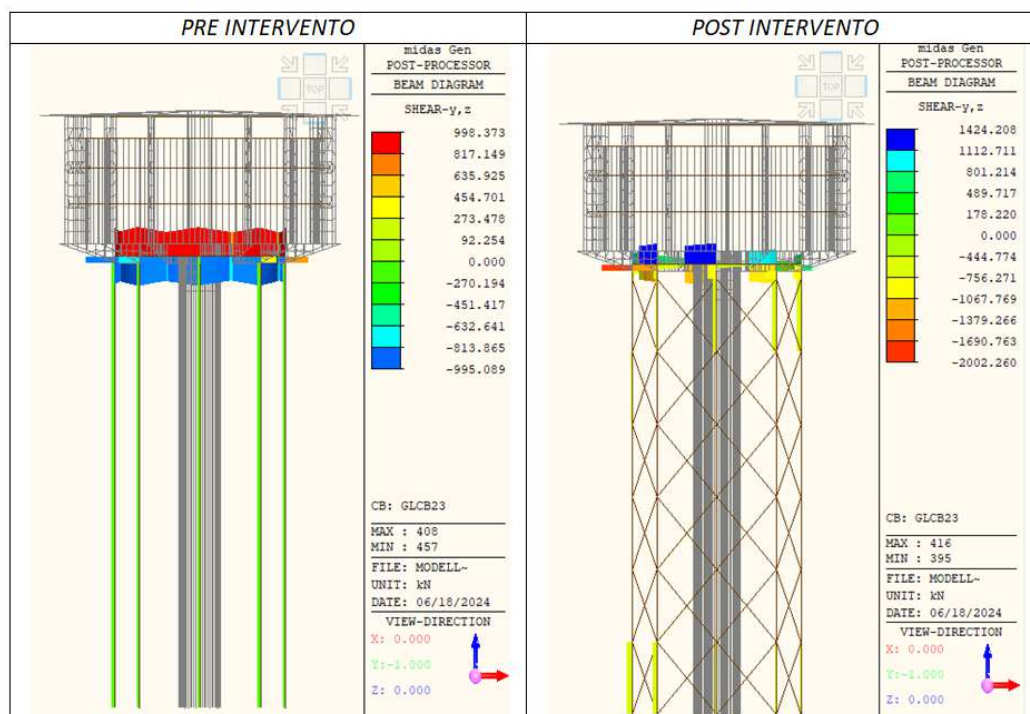 PRE INTERVENTO
POST INTERVENTO
midas Gen
POST-PROCESSOR
BEAM DIAGRAM
SHEAR-y,z
998.373
817.149
635.925
454.701
273.478
92.254
0.000
-270.194
-451.417
-632.641
-813.865
-995.089
CB: GLCB23
MAX : 408
MIN : 457
FILE: MODELL~
UNIT: kN
DATE: 06/18/2024
VIEW-DIRECTION
X: 0.000
Y:-1.000
Z: 0.000
TOP
midas Gen
POST-PROCESSOR
BEAM DIAGRAM
SHEAR-y,z
1424.208
1112.711
801.214
489.717
178.220
0.000
-444.774
-756.271
-1067.769
-1379.266
-1690.763
-2002.260
CB: GLCB23
MAX : 416
MIN : 395
FILE: MODELL~
UNIT: kN
DATE: 06/18/2024
VIEW-DIRECTION
X: 0.000
Y:-1.000
Z: 0.000
TOP